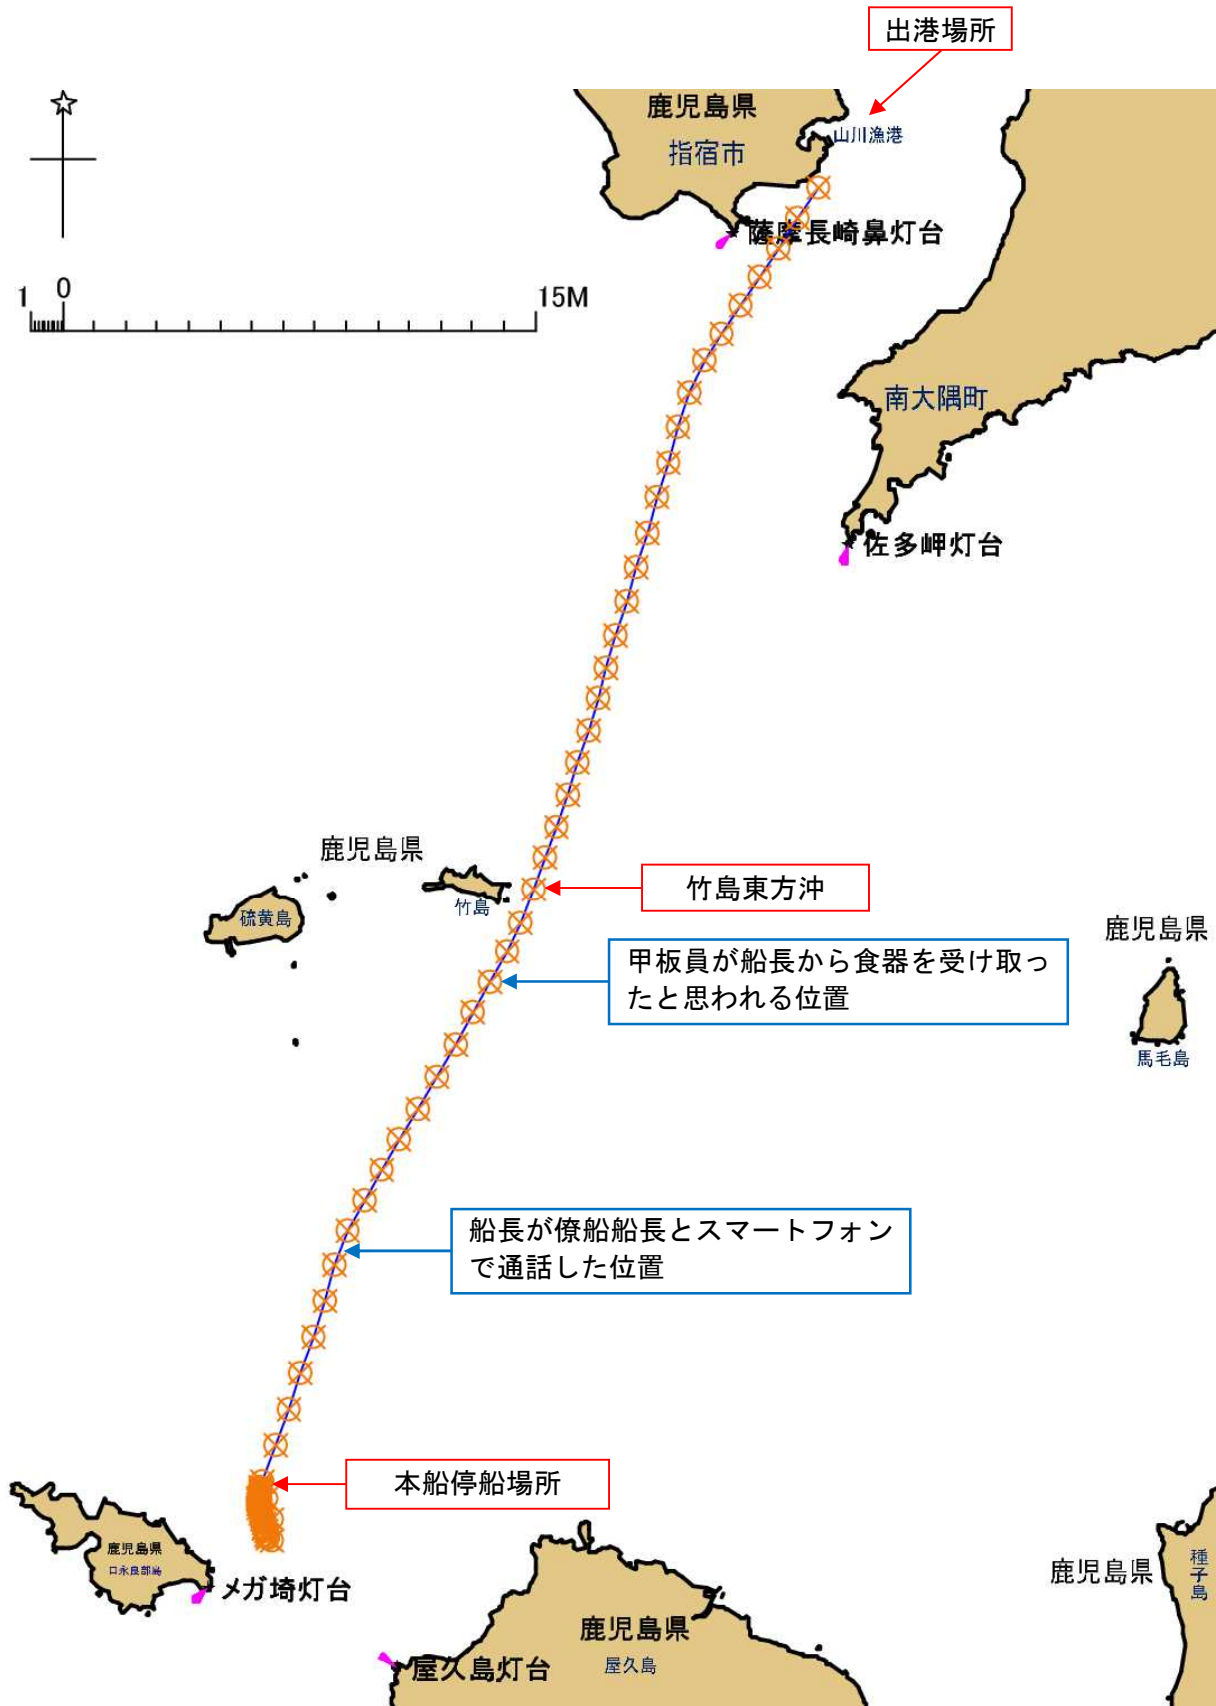 出港場所
鹿児島県
山川漁港
指宿市
薩摩長崎鼻灯台
1 0 15M
南大隅町
佐多岬灯台
鹿児島県
竹島東方沖
竹島
硫黄島
鹿児島県
甲板員が船長から食器を受け取っ
たと思われる位置
馬毛島
船長が僚船船長とスマートフォン
で通話した位置
本船停船場所
鹿児島県
口永良部島
メガ埼灯台
鹿児島県
種子島
鹿児島県
屋久島
屋久島灯台